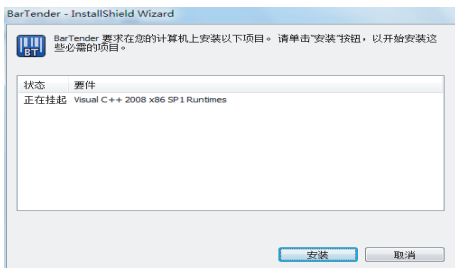 BarTender - InstallShield Wizard
BarTender 要求在您的计算机上安装以下项目。 请单击"安装"按钮,以开始安装这
些必需的项目。
BT
状态 要件
正在挂起 Visual C++ 2008 x86 SP1 Runtimes
安装 取消